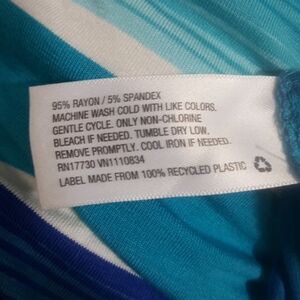 95% RAYON / 5% SPANDEX
MACHINE WASH COLD WITH LIKE COLORS.
GENTLE CYCLE. ONLY NON-CHLORINE
BLEACH IF NEEDED. TUMBLE DRY LOW.
REMOVE PROMPTLY. COOL IRON IF NEEDED.
RN17730 VN1110834
LABEL MADE FROM 100% RECYCLED PLASTIC